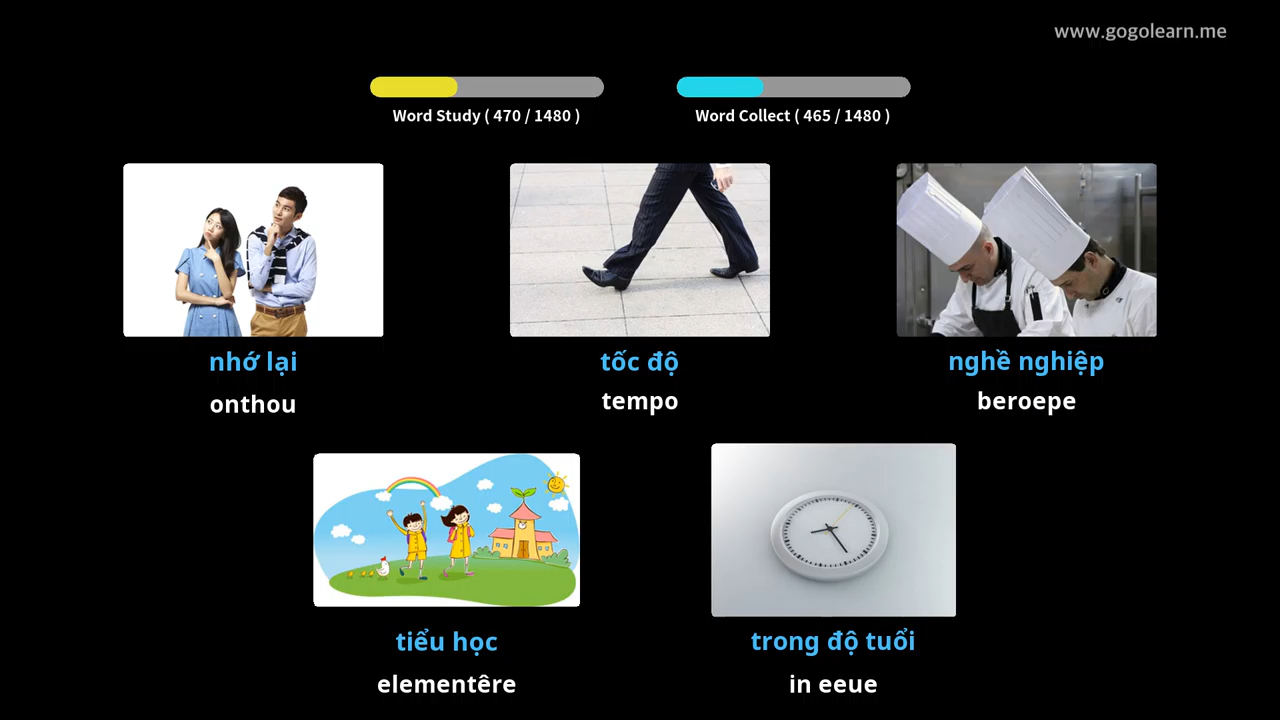 www.gogolearn.me
Word Study ( 470 / 1480 )
Word Collect ( 465 / 1480 )
nhớ lại
onthou
tốc độ
tempo
nghề nghiệp
beroepe
tiểu học
elementêre
trong độ tuổi
in eeue